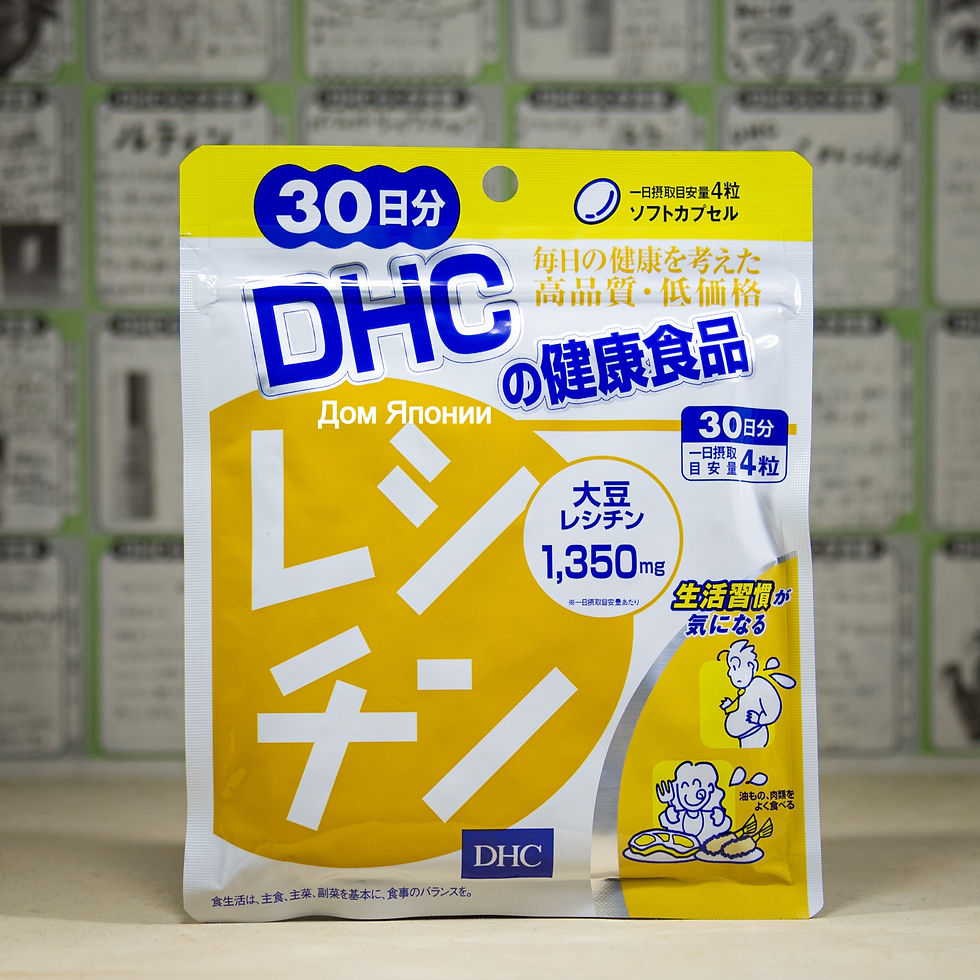 マカ
ルテイン
30日分
一日摂取目安量4粒
ソフトカプセル
毎日の健康を考えた
高品質・低価格
DHC
の健康食品
Дом Японии
30日分
一日摂取
目安量4粒
レシ
チン
大豆
レシチン
1,350mg
※一日摂取目安量あたり
生活習慣が
気になる
油もの、肉類を
よく食べる
DHC
食生活は、主食、主菜、副菜を基本に、食事のバランスを。